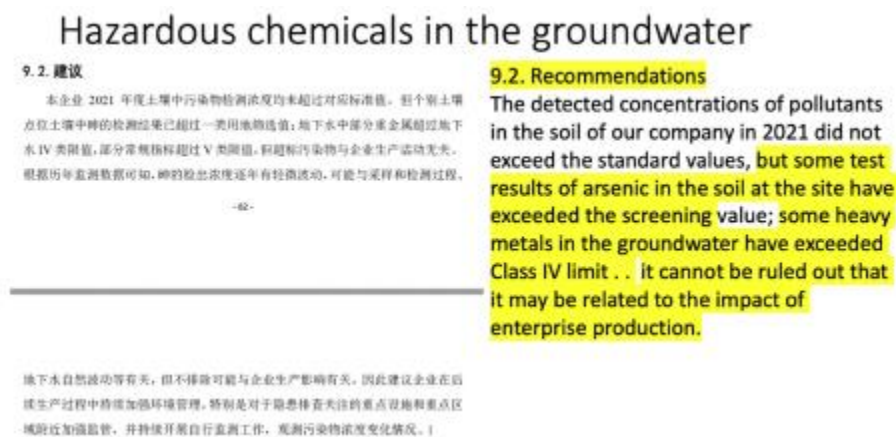 Hazardous chemicals in the groundwater
9.2. 建议
本企业 2021 年度土壤中污染物检测浓度均未超过对应标准值。但个别土壤
点位土壤中砷的检测结果已超过一类用地筛选值;地下水中部分重金属超过地下
水 IV 类限值,部分常规指标超过 V 类限值,但超标污染物与企业生产活动无关。
根据历年监测数据可知,砷的检出浓度逐年有轻微波动,可能与采样和检测过程、
-62-
地下水自然波动等有关,但不排除可能与企业生产影响有关。因此建议企业在后
续生产过程中持续加强环境管理,特别是对于隐患排查关注的重点设施和重点区
域附近加强监管,并持续开展自行监测工作,观测污染物浓度变化情况。
9.2. Recommendations
The detected concentrations of pollutants
in the soil of our company in 2021 did not
exceed the standard values, but some test
results of arsenic in the soil at the site have
exceeded the screening value; some heavy
metals in the groundwater have exceeded
Class IV limit . . it cannot be ruled out that
it may be related to the impact of
enterprise production.